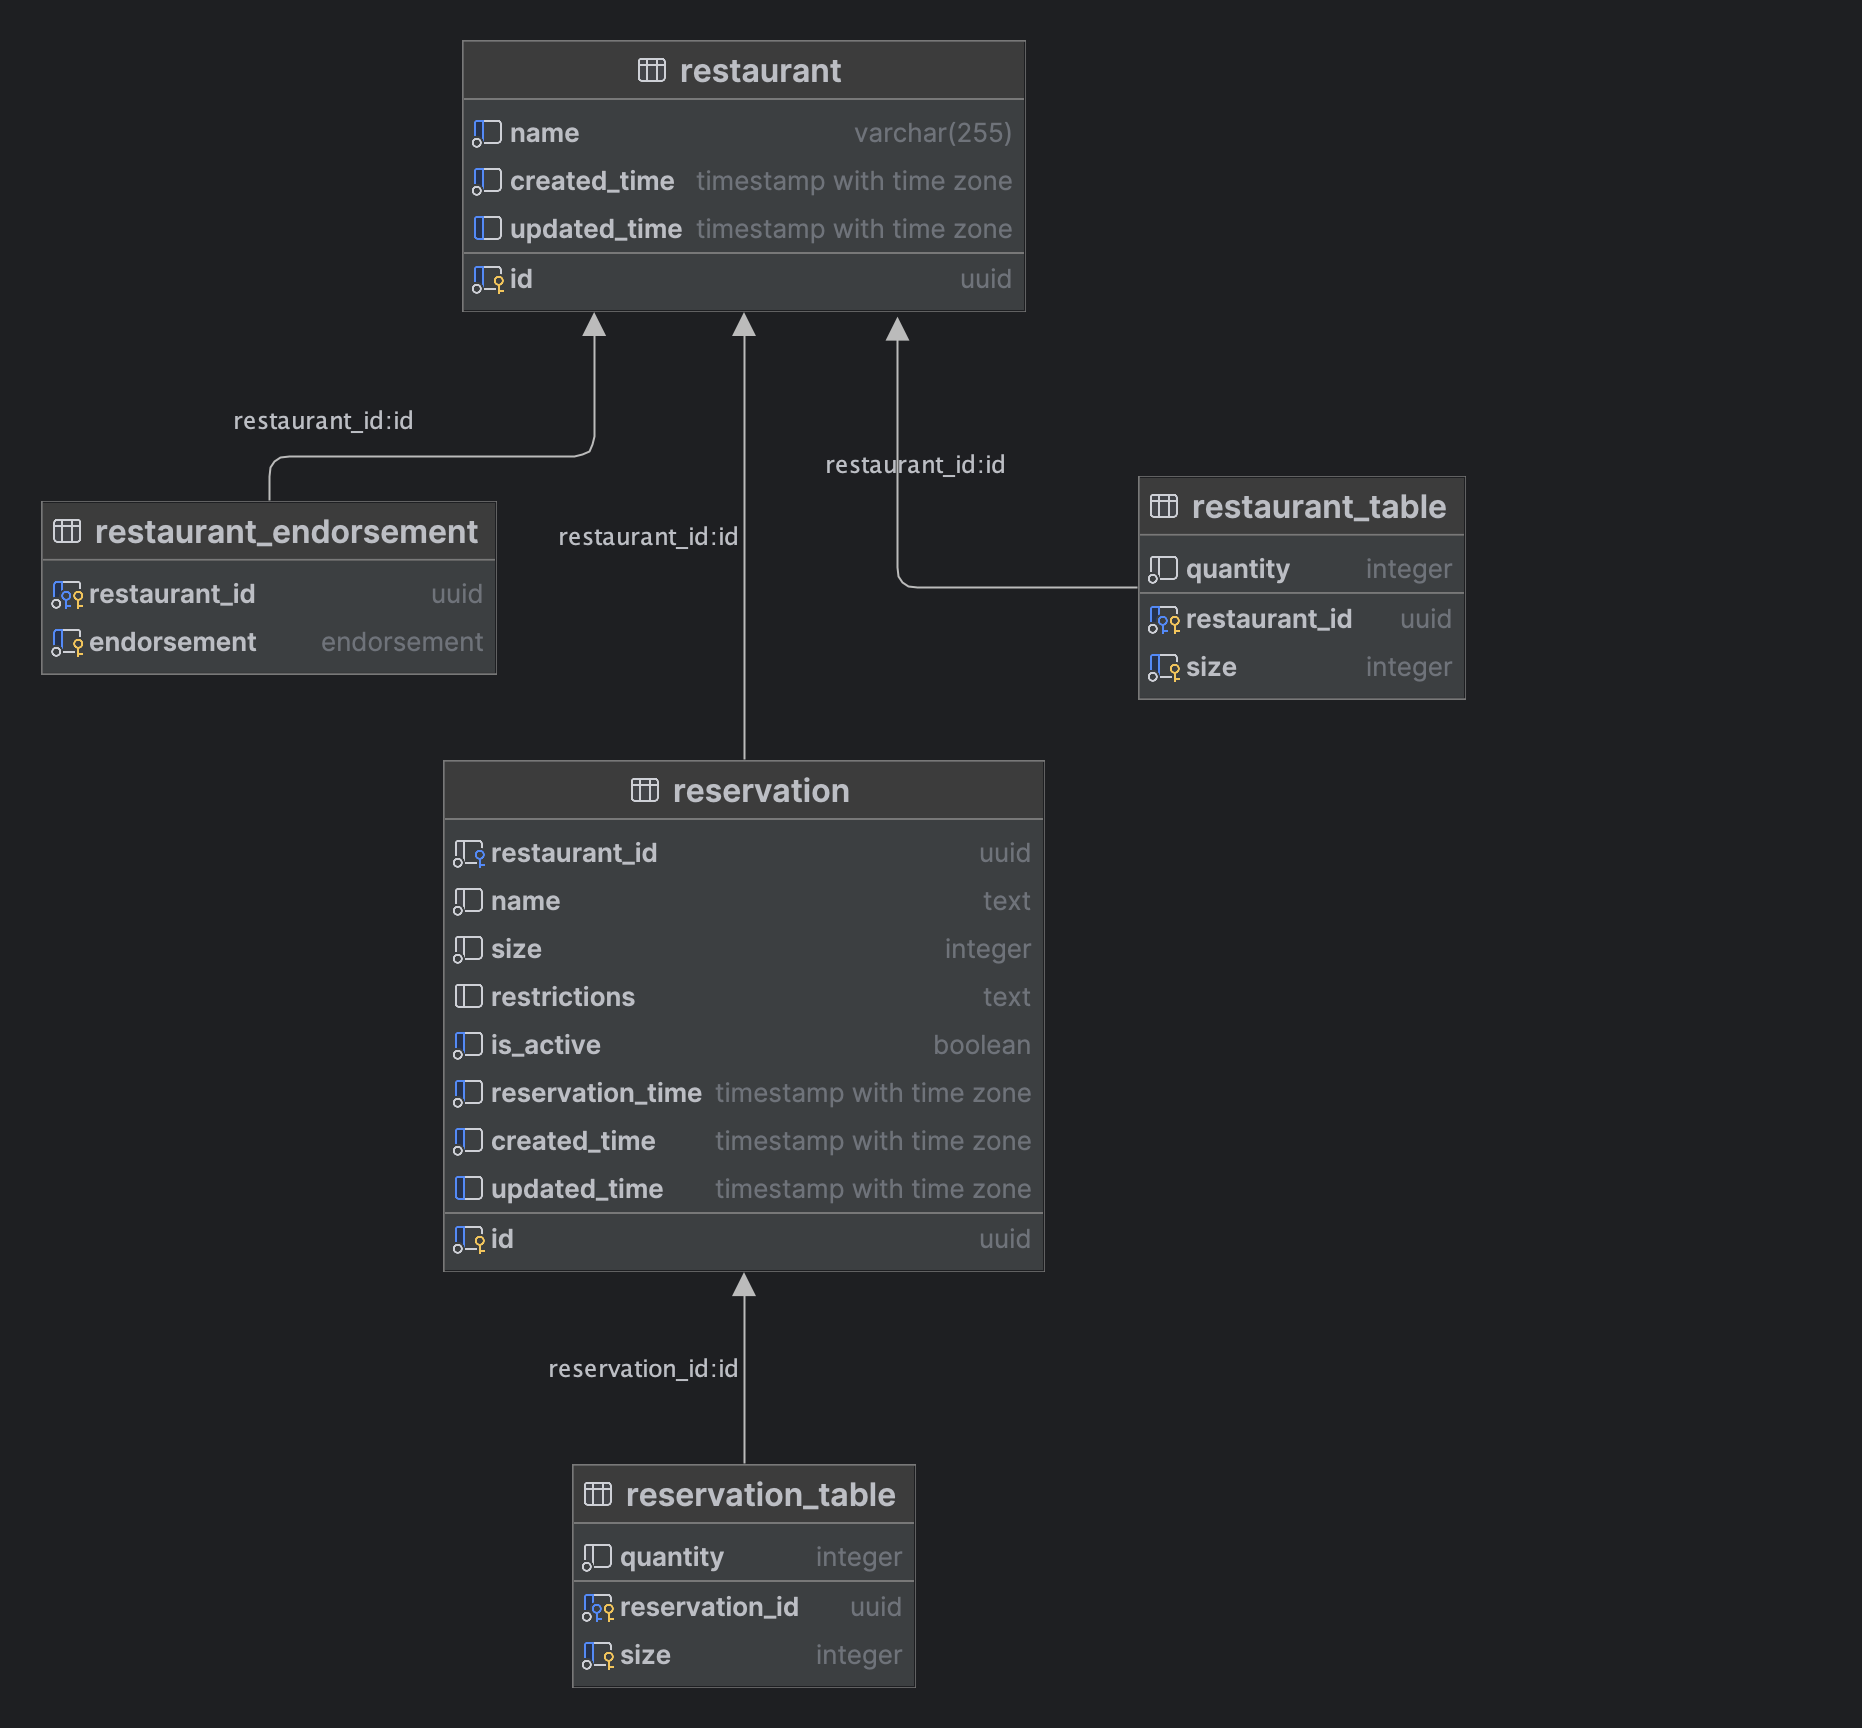 restaurant
name varchar(255)
created_time timestamp with time zone
updated_time timestamp with time zone
id uuid
restaurant_id:id
restaurant_id:id
restaurant_id:id
restaurant_endorsement
restaurant_id uuid
endorsement endorsement
restaurant_table
quantity integer
restaurant_id uuid
size integer
reservation
restaurant_id uuid
name text
size integer
restrictions text
is_active boolean
reservation_time timestamp with time zone
created_time timestamp with time zone
updated_time timestamp with time zone
id uuid
reservation_id:id
reservation_table
quantity integer
reservation_id uuid
size integer